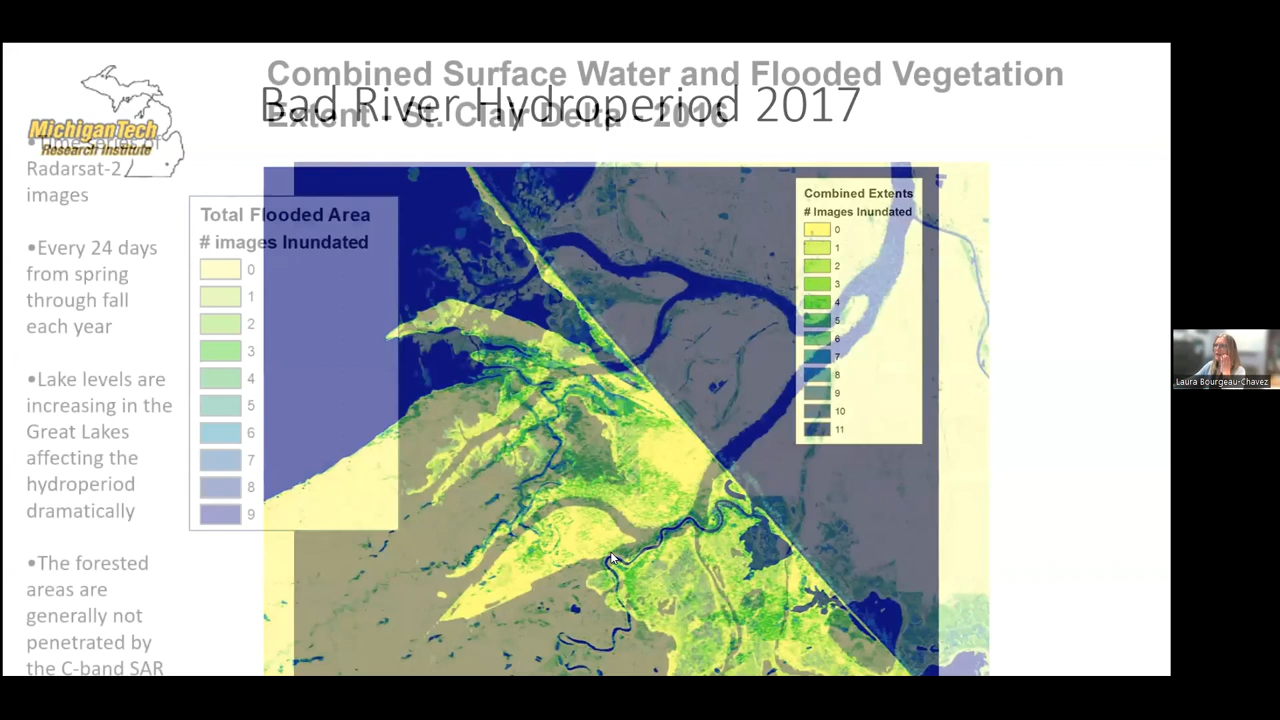 Combined Surface Water and Flooded Vegetation
Extent - St. Clair Delta - 2016
Bad River Hydroperiod 2017
MichiganTech
Research Institute
•Time series of
Radarsat-2
images
•Every 24 days
from spring
through fall
each year
•Lake levels are
increasing in the
Great Lakes
affecting the
hydroperiod
dramatically
•The forested
areas are
generally not
penetrated by
the C-band SAR
Total Flooded Area
# images Inundated
0
1
2
3
4
5
6
7
8
9
Combined Extents
# Images Inundated
0
1
2
3
4
5
6
7
8
9
10
11
Laura Bourgeau-Chavez